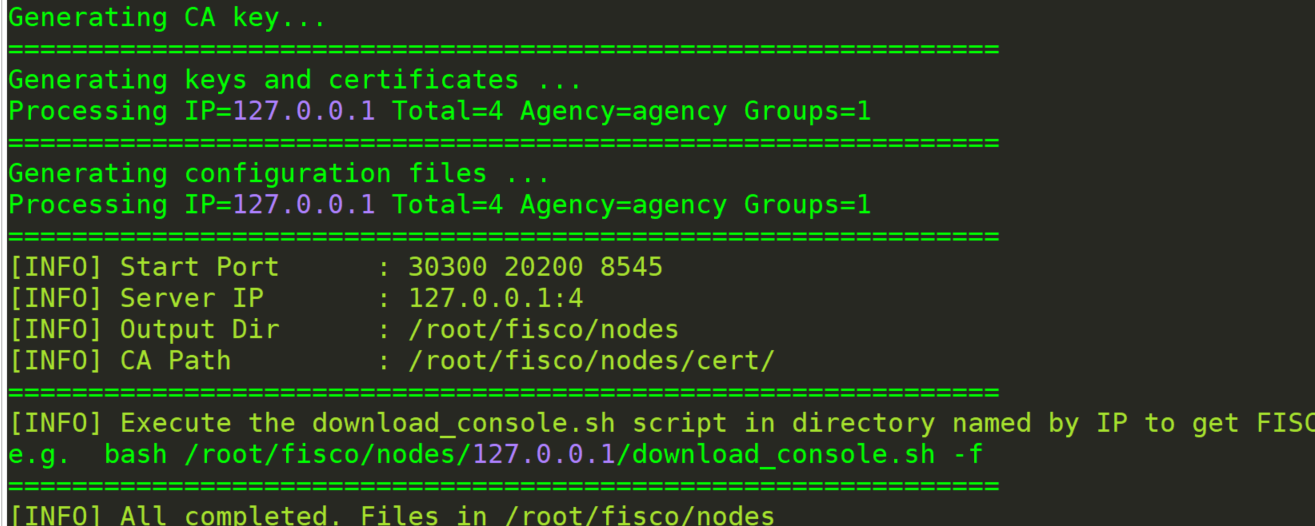 Generating CA key...
==============================================================
Generating keys and certificates ...
Processing IP=127.0.0.1 Total=4 Agency=agency Groups=1
==============================================================
Generating configuration files ...
Processing IP=127.0.0.1 Total=4 Agency=agency Groups=1
==============================================================
[INFO] Start Port      : 30300 20200 8545
[INFO] Server IP       : 127.0.0.1:4
[INFO] Output Dir      : /root/fisco/nodes
[INFO] CA Path         : /root/fisco/nodes/cert/
==============================================================
[INFO] Execute the download_console.sh script in directory named by IP to get FISC
e.g.  bash /root/fisco/nodes/127.0.0.1/download_console.sh -f
==============================================================
[INFO] All completed. Files in /root/fisco/nodes